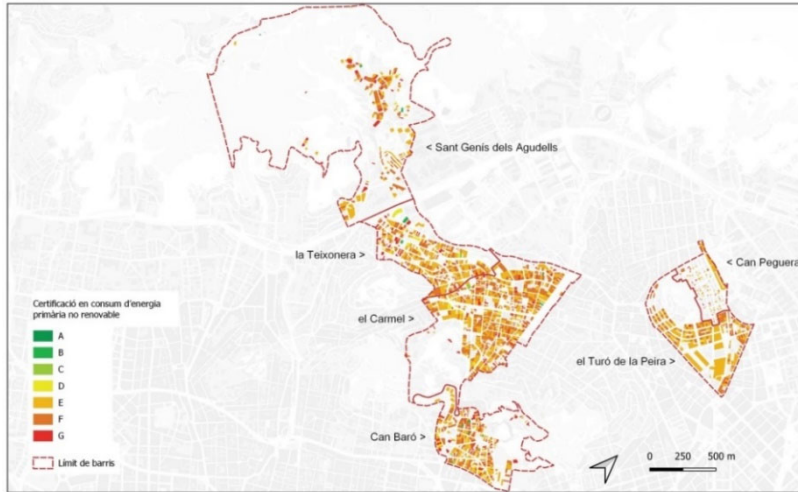 < Sant Genís dels Agudells
la Teixonera >
< Can Peguera
el Carmel >
el Turó de la Peira >
Can Baró >
Certificació en consum d'energia
primària no renovable
A
B
C
D
E
F
G
Límit de barris
0 250 500 m